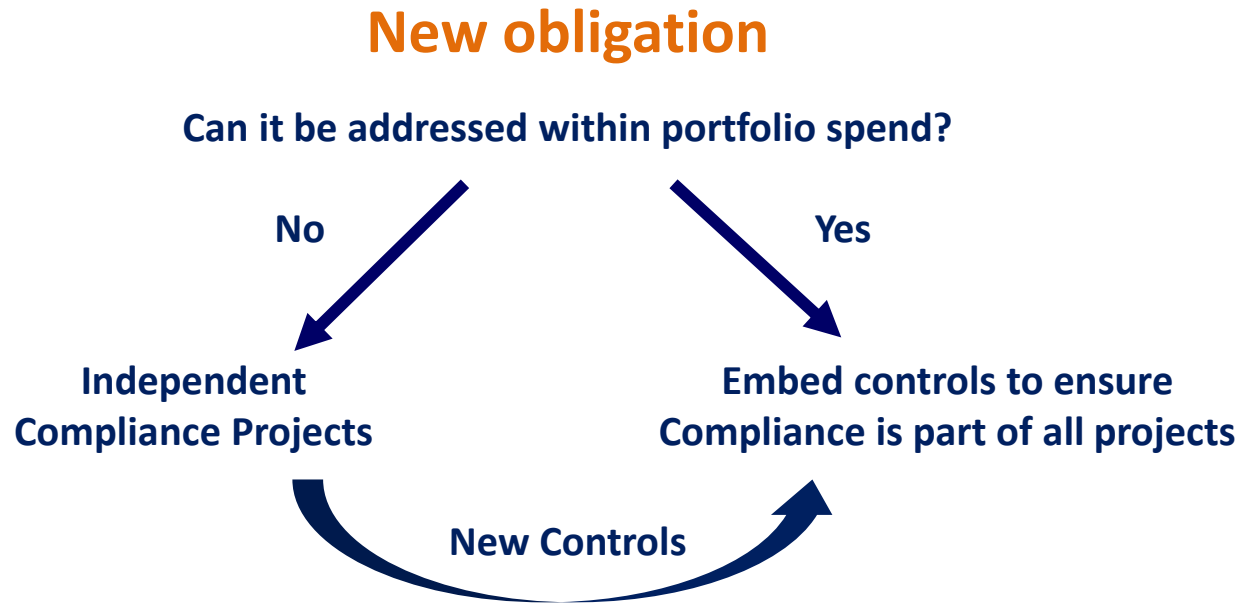 New obligation
Can it be addressed within portfolio spend?
No
Yes
Independent
Compliance Projects
Embed controls to ensure
Compliance is part of all projects
New Controls